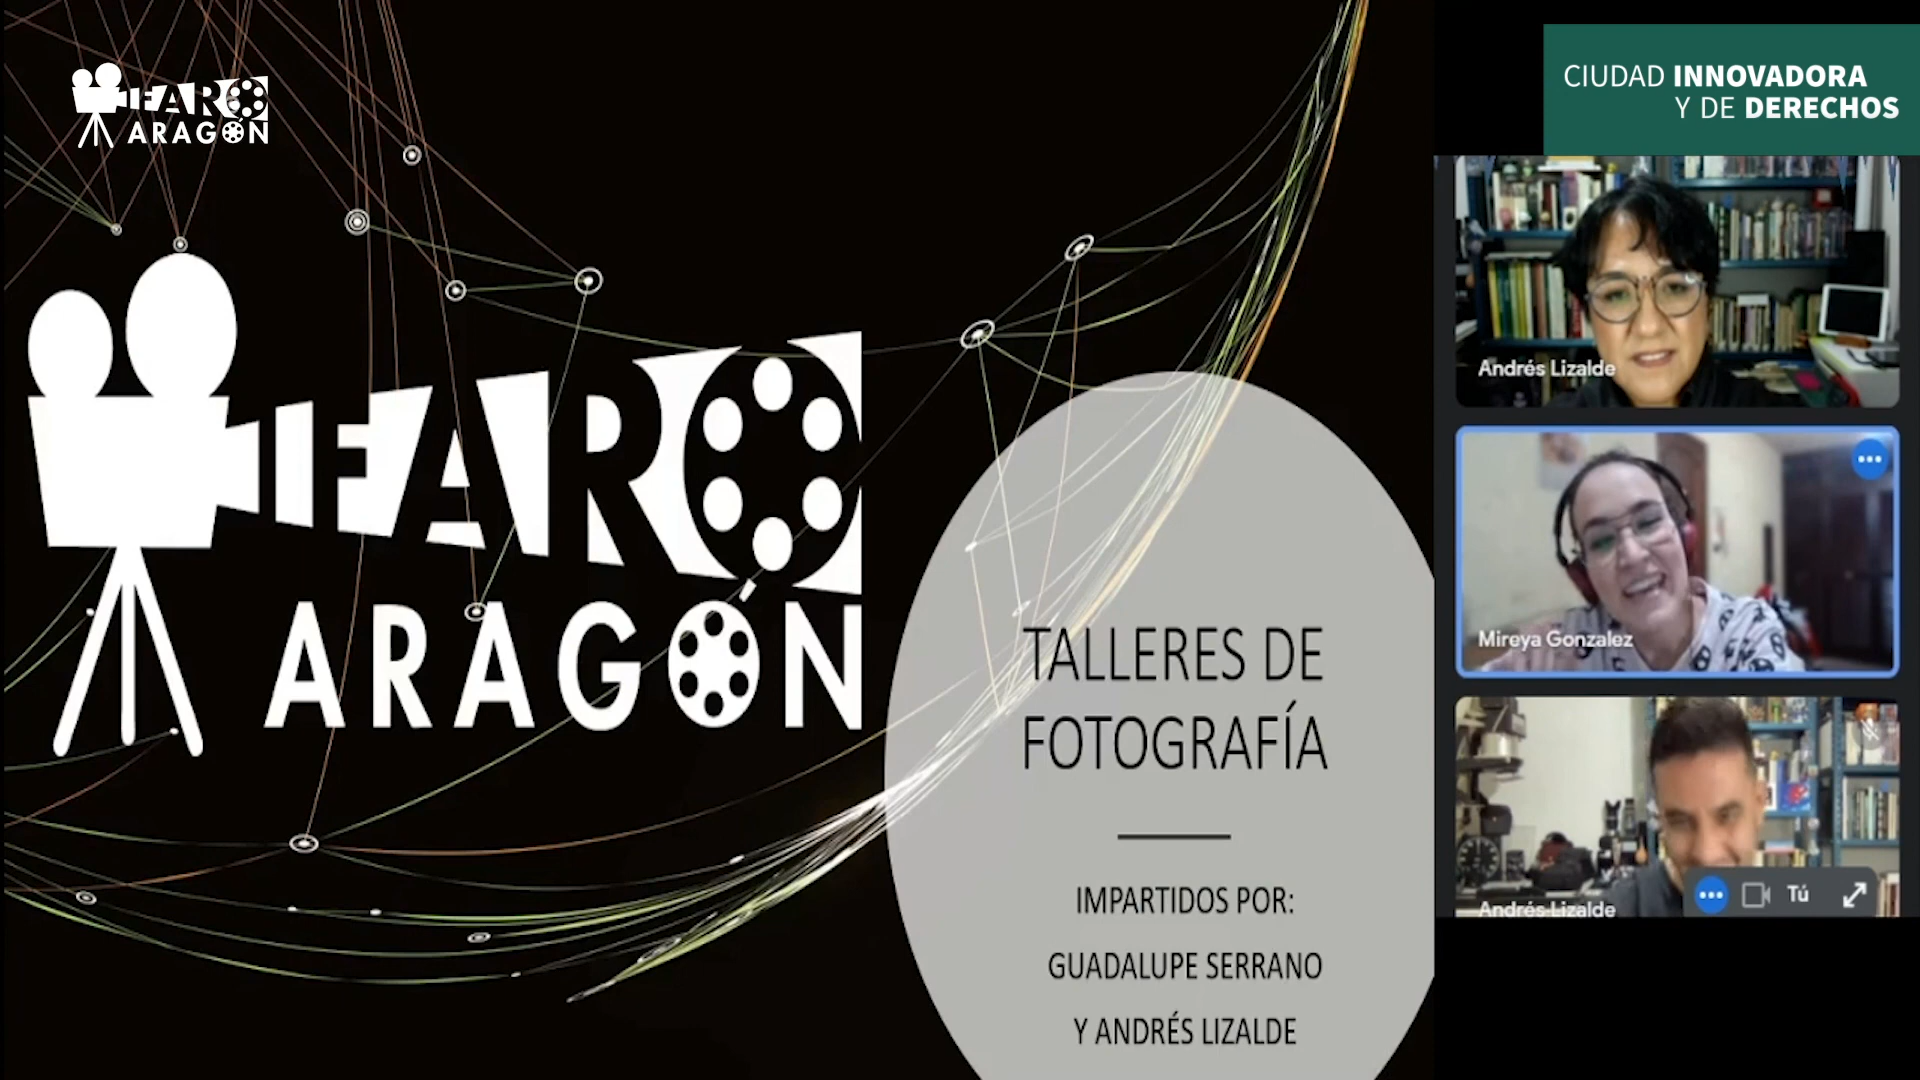 FARO
ARAGÓN
CIUDAD INNOVADORA
Y DE DERECHOS
FARO
ARAGÓN
TALLERES DE
FOTOGRAFÍA
IMPARTIDOS POR:
GUADALUPE SERRANO
Y ANDRÉS LIZALDE
Andrés Lizalde
Mireya Gonzalez
Andrés Lizalde
Tú